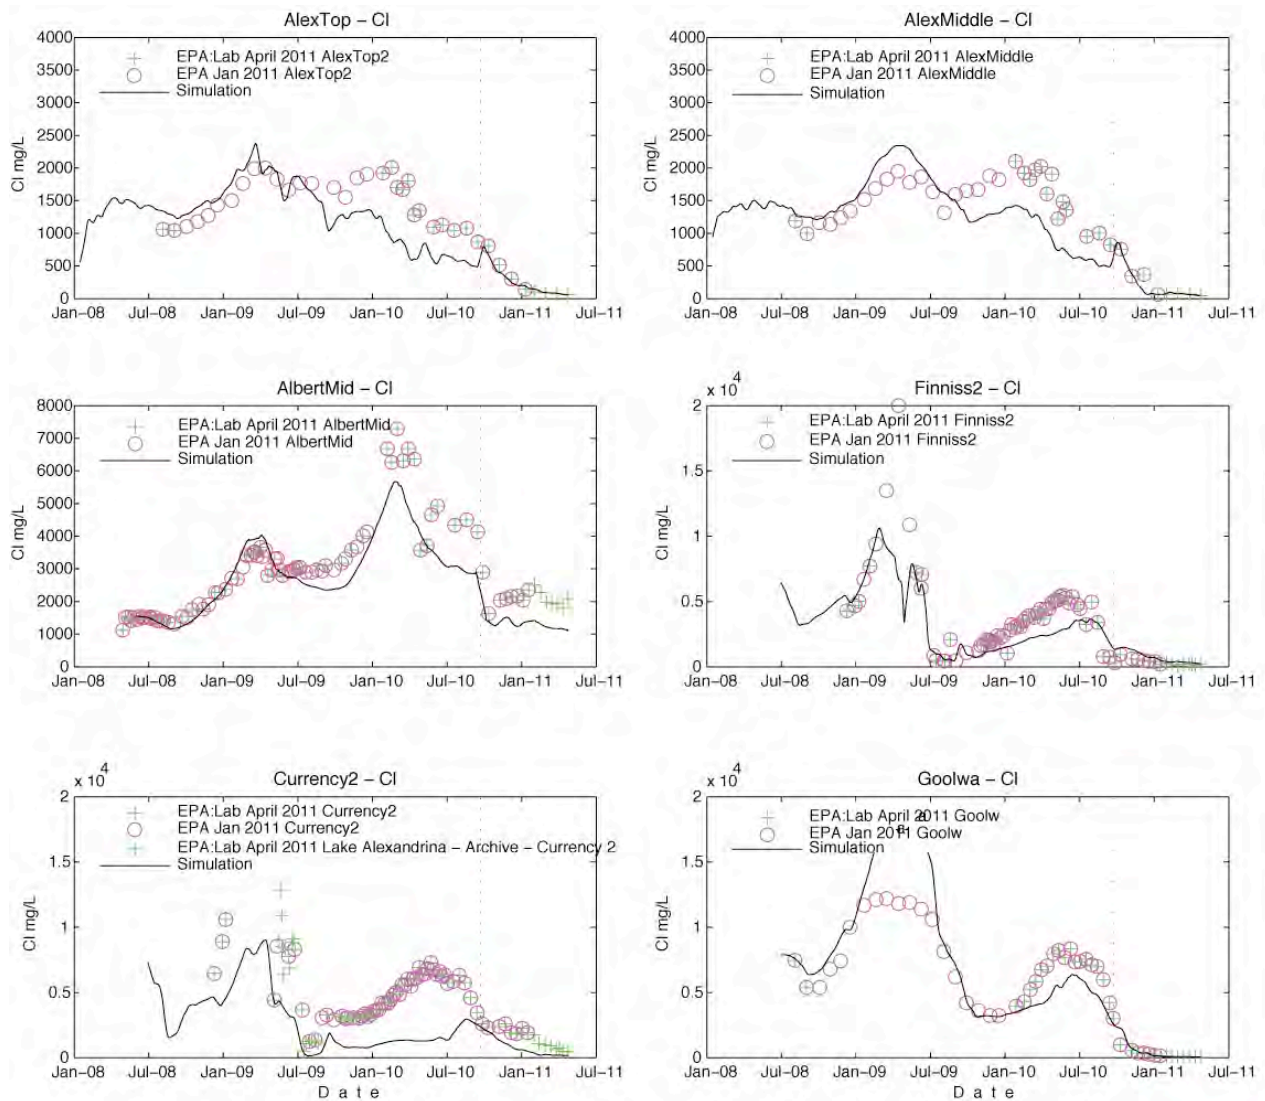 AlexTop – Cl
4000
3500
3000
2500
2000
1500
1000
500
0
Cl mg/L
EPA:Lab April 2011 AlexTop2
EPA Jan 2011 AlexTop2
Simulation
Jan–08 Jul–08 Jan–09 Jul–09 Jan–10 Jul–10 Jan–11 Jul–11
AlexMiddle – Cl
4000
3500
3000
2500
2000
1500
1000
500
0
Cl mg/L
EPA:Lab April 2011 AlexMiddle
EPA Jan 2011 AlexMiddle
Simulation
Jan–08 Jul–08 Jan–09 Jul–09 Jan–10 Jul–10 Jan–11 Jul–11
AlbertMid – Cl
8000
7000
6000
5000
4000
3000
2000
1000
0
Cl mg/L
EPA:Lab April 2011 AlbertMid
EPA Jan 2011 AlbertMid
Simulation
Jan–08 Jul–08 Jan–09 Jul–09 Jan–10 Jul–10 Jan–11 Jul–11
Finniss2 – Cl
x 10⁴
2
1.5
1
0.5
0
Cl mg/L
EPA:Lab April 2011 Finniss2
EPA Jan 2011 Finniss2
Simulation
Jan–08 Jul–08 Jan–09 Jul–09 Jan–10 Jul–10 Jan–11 Jul–11
Currency2 – Cl
x 10⁴
2
1.5
1
0.5
0
Cl mg/L
EPA:Lab April 2011 Currency2
EPA Jan 2011 Currency2
EPA:Lab April 2011 Lake Alexandrina – Archive – Currency 2
Simulation
Jan–08 Jul–08 Jan–09 Jul–09 Jan–10 Jul–10 Jan–11 Jul–11
Date
Goolwa – Cl
x 10⁴
2
1.5
1
0.5
0
Cl mg/L
EPA:Lab April 2011 Goolw
EPA Jan 2011 Goolw
Simulation
Jan–08 Jul–08 Jan–09 Jul–09 Jan–10 Jul–10 Jan–11 Jul–11
Date